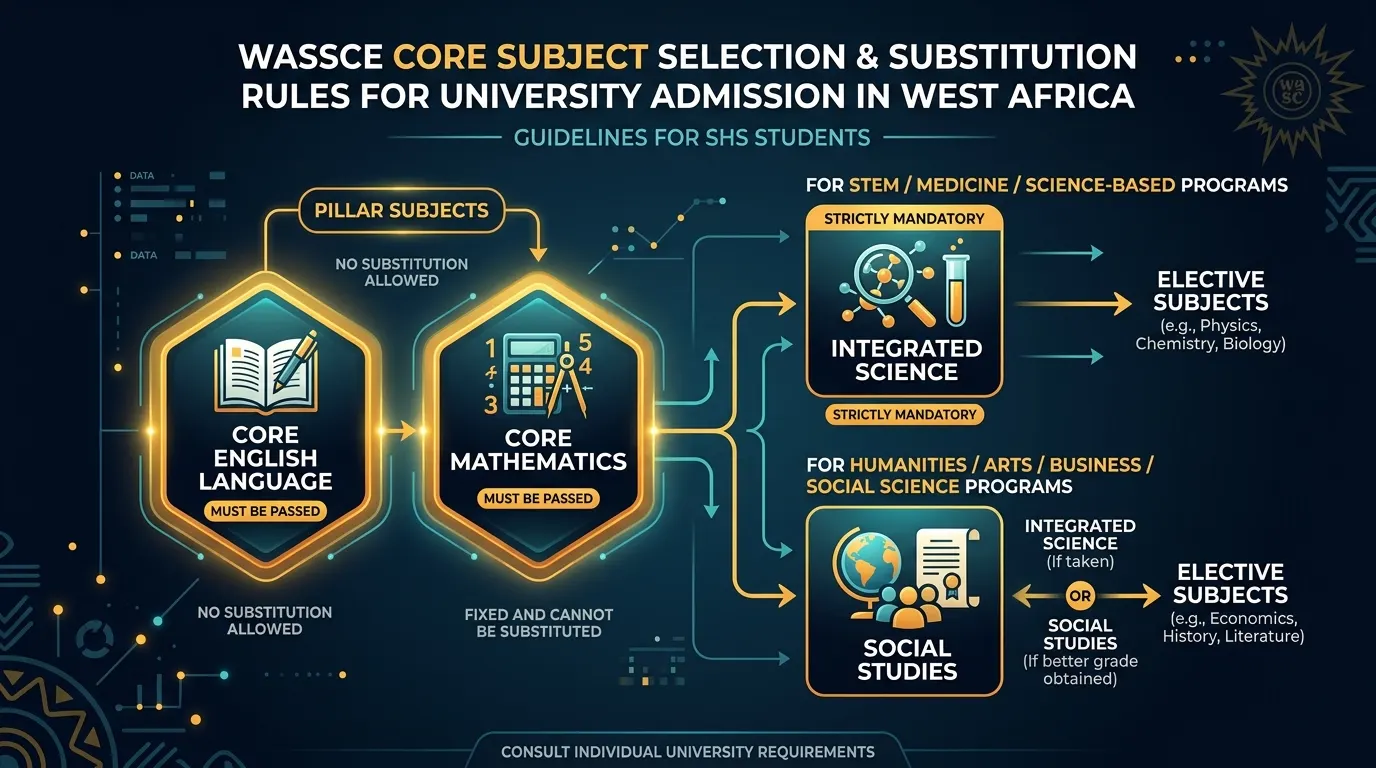 WASSCE CORE SUBJECT SELECTION & SUBSTITUTION
RULES FOR UNIVERSITY ADMISSION IN WEST AFRICA
GUIDELINES FOR SHS STUDENTS
DATA
DATA
PILLAR SUBJECTS
NO SUBSTITUTION
ALLOWED
CORE
ENGLISH
LANGUAGE
MUST BE PASSED
NO SUBSTITUTION
ALLOWED
1 5
4
3
CORE
MATHEMATICS
MUST BE PASSED
FIXED AND CANNOT
BE SUBSTITUTED
FOR STEM / MEDICINE / SCIENCE-BASED PROGRAMS
STRICTLY MANDATORY
INTEGRATED
SCIENCE
STRICTLY MANDATORY
ELECTIVE
SUBJECTS
(e.g., Physics,
Chemistry, Biology)
FOR HUMANITIES / ARTS / BUSINESS /
SOCIAL SCIENCE PROGRAMS
SOCIAL
STUDIES
INTEGRATED
SCIENCE
(If taken)
OR
SOCIAL
STUDIES
(If better grade
obtained)
ELECTIVE
SUBJECTS
(e.g., Economics,
History, Literature)
CONSULT INDIVIDUAL UNIVERSITY REQUIREMENTS